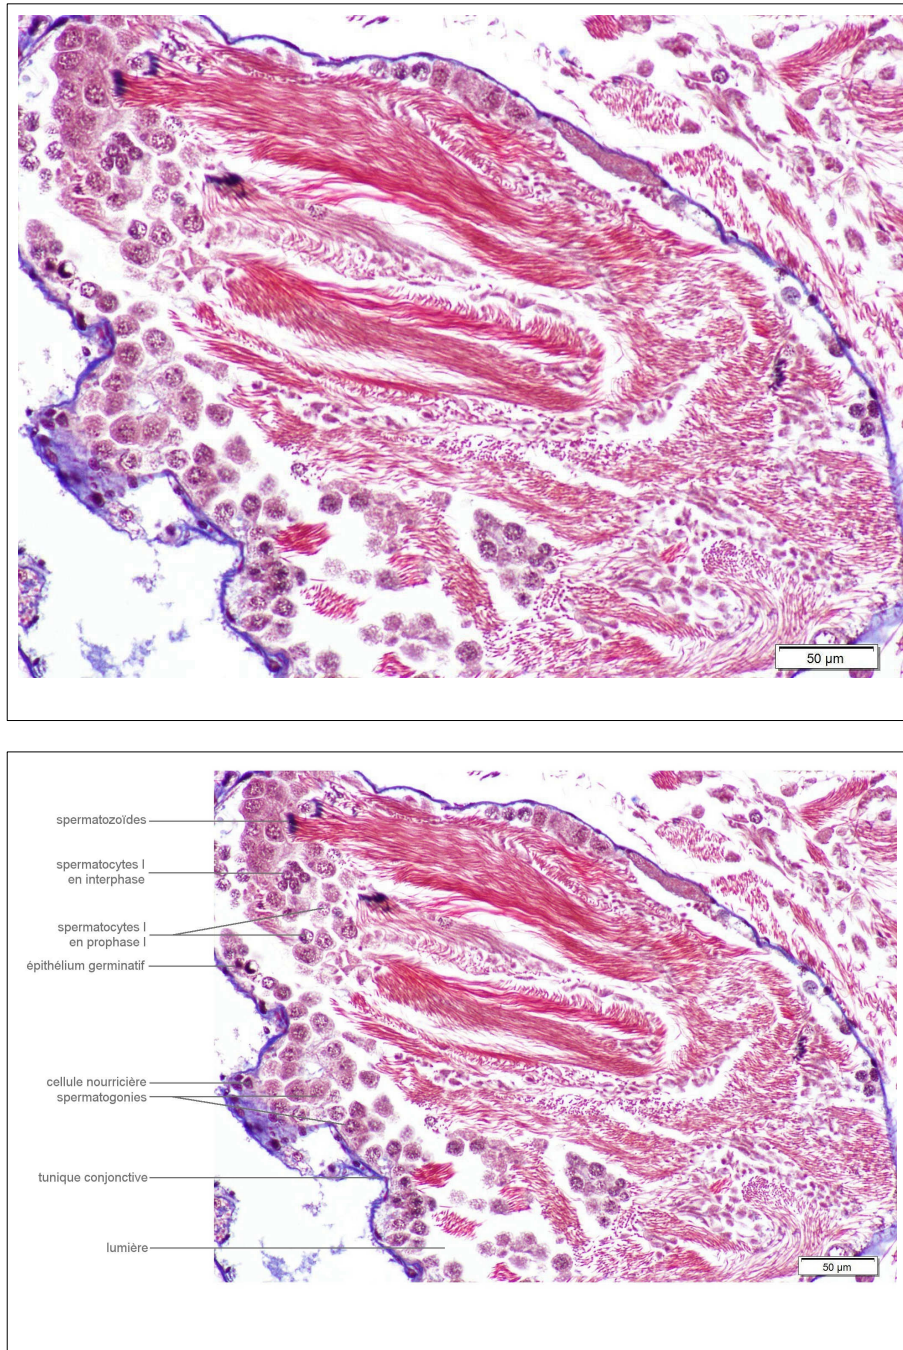 50 µm
spermatozoïdes
spermatocytes I
en interphase
spermatocytes I
en prophase I
épithélium germinatif
cellule nourricière
spermatogonies
tunique conjonctive
lumière
50 µm